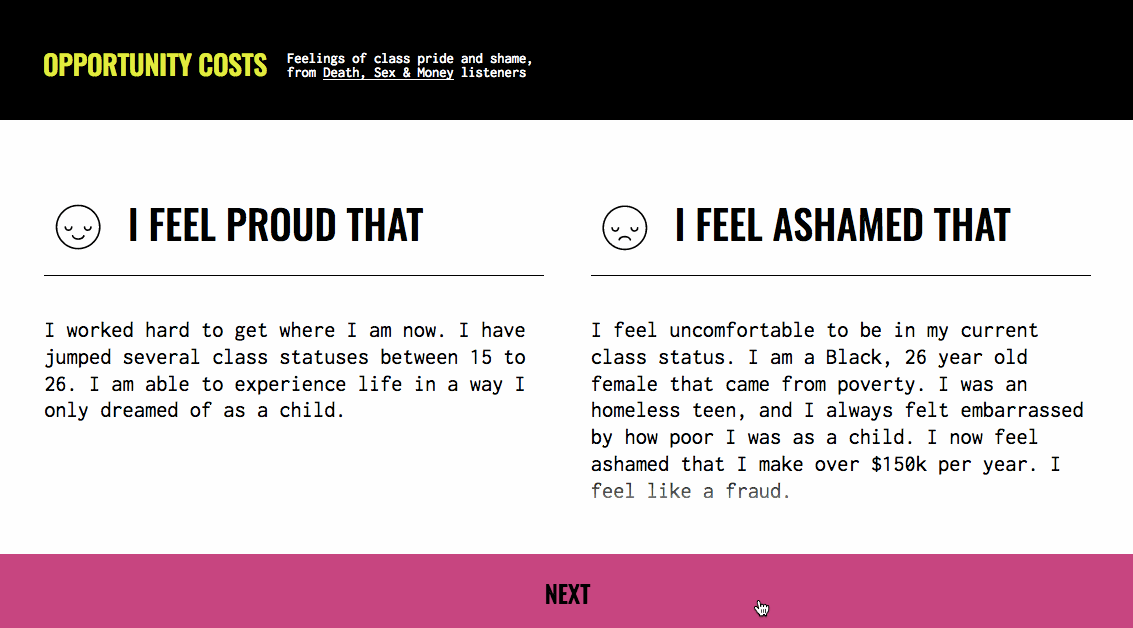 OPPORTUNITY COSTS
Feelings of class pride and shame,
from Death, Sex & Money listeners
I FEEL PROUD THAT
I worked hard to get where I am now. I have
jumped several class statuses between 15 to
26. I am able to experience life in a way I
only dreamed of as a child.
I FEEL ASHAMED THAT
I feel uncomfortable to be in my current
class status. I am a Black, 26 year old
female that came from poverty. I was an
homeless teen, and I always felt embarrassed
by how poor I was as a child. I now feel
ashamed that I make over $150k per year. I
feel like a fraud.
NEXT